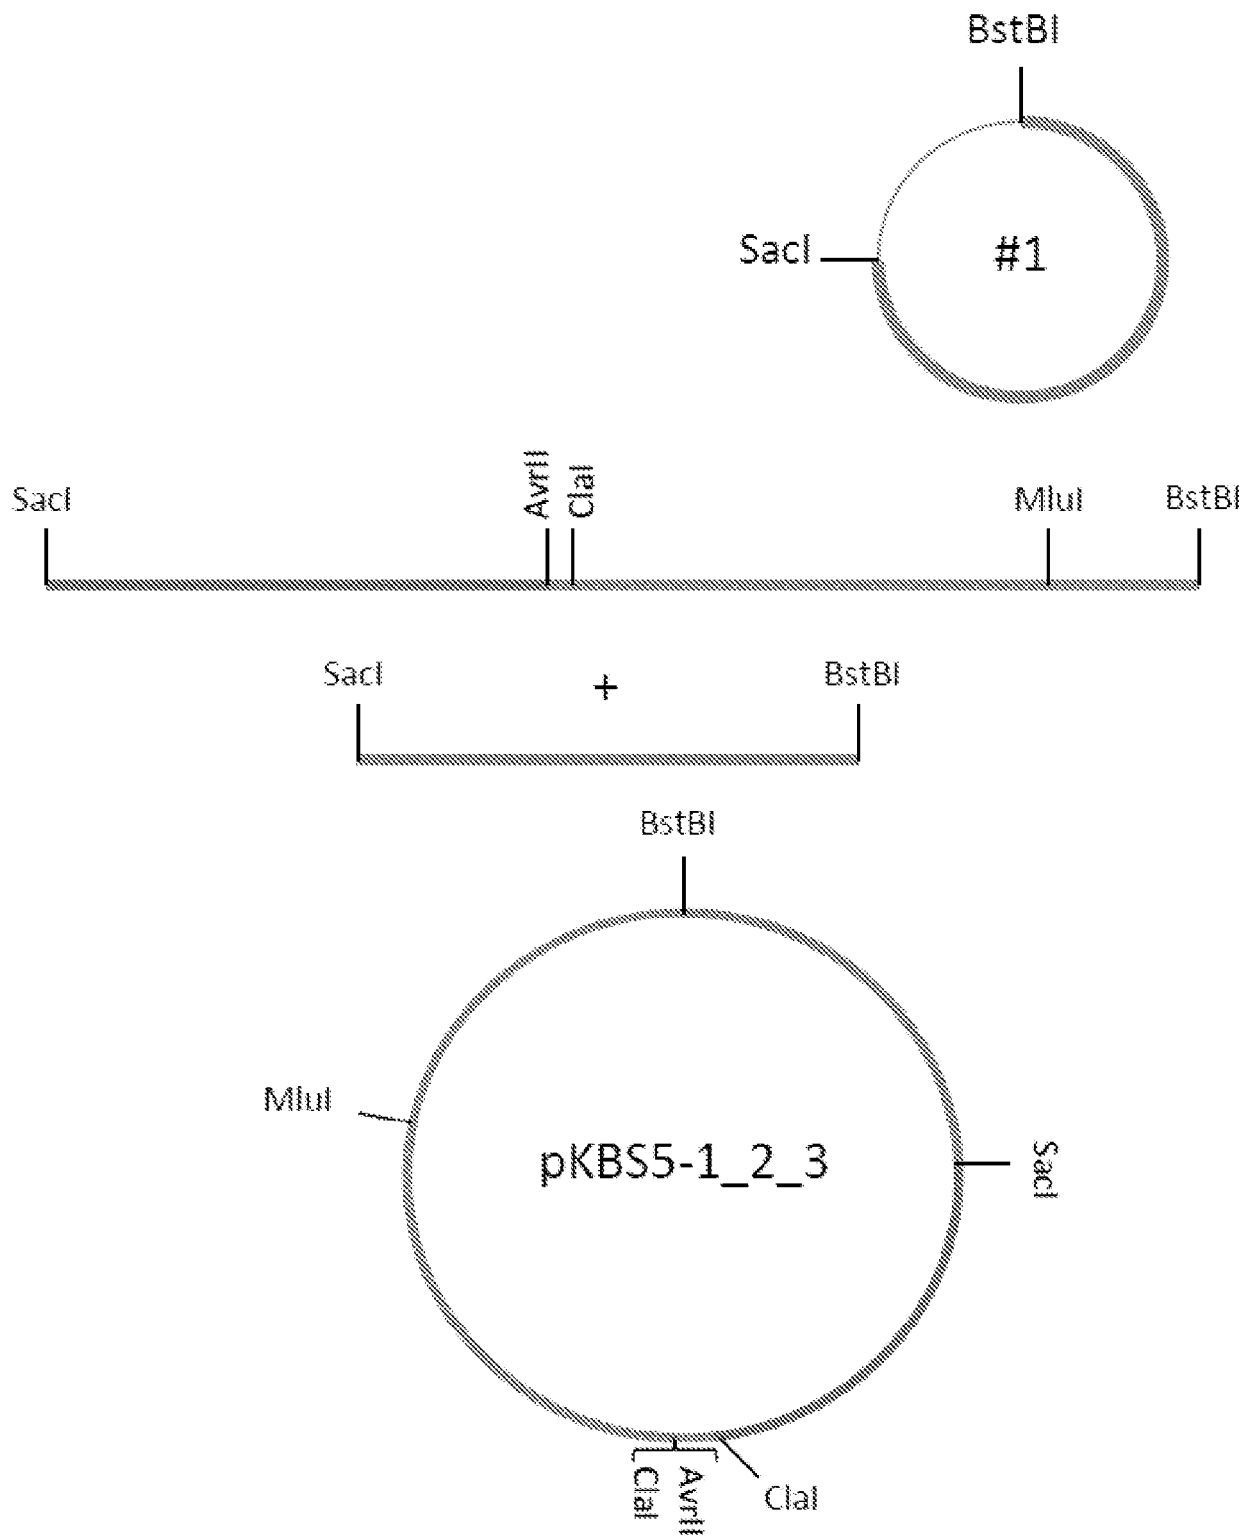 BstBI
SacI
#1
SacI
AvrII
ClaI
MluI
BstBI
SacI
+
BstBI
BstBI
MluI
pKBS5-1_2_3
SacI
ClaI
AvrII
ClaI